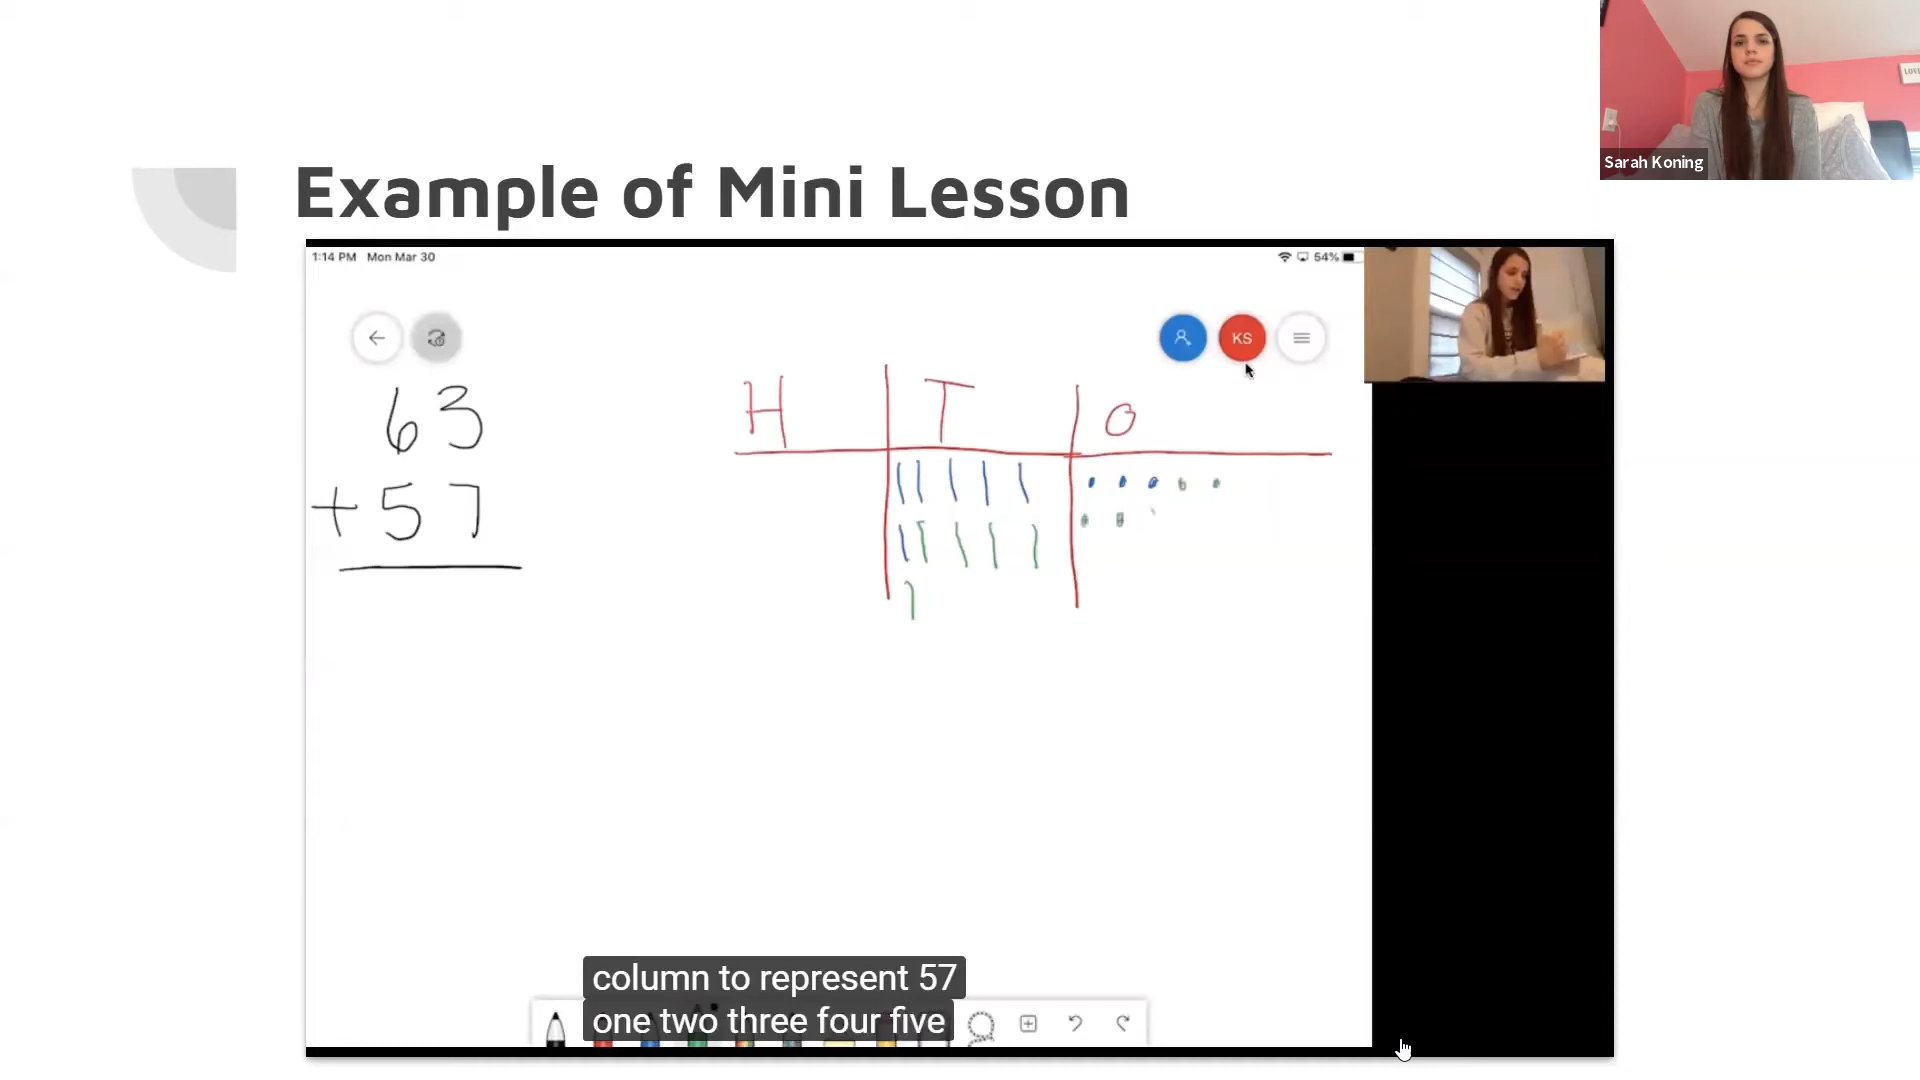 LOVE
Sarah Koning
Example of Mini Lesson
1:14 PM Mon Mar 30
54%
KS
63
+ 57
H T O
column to represent 57
one two three four five